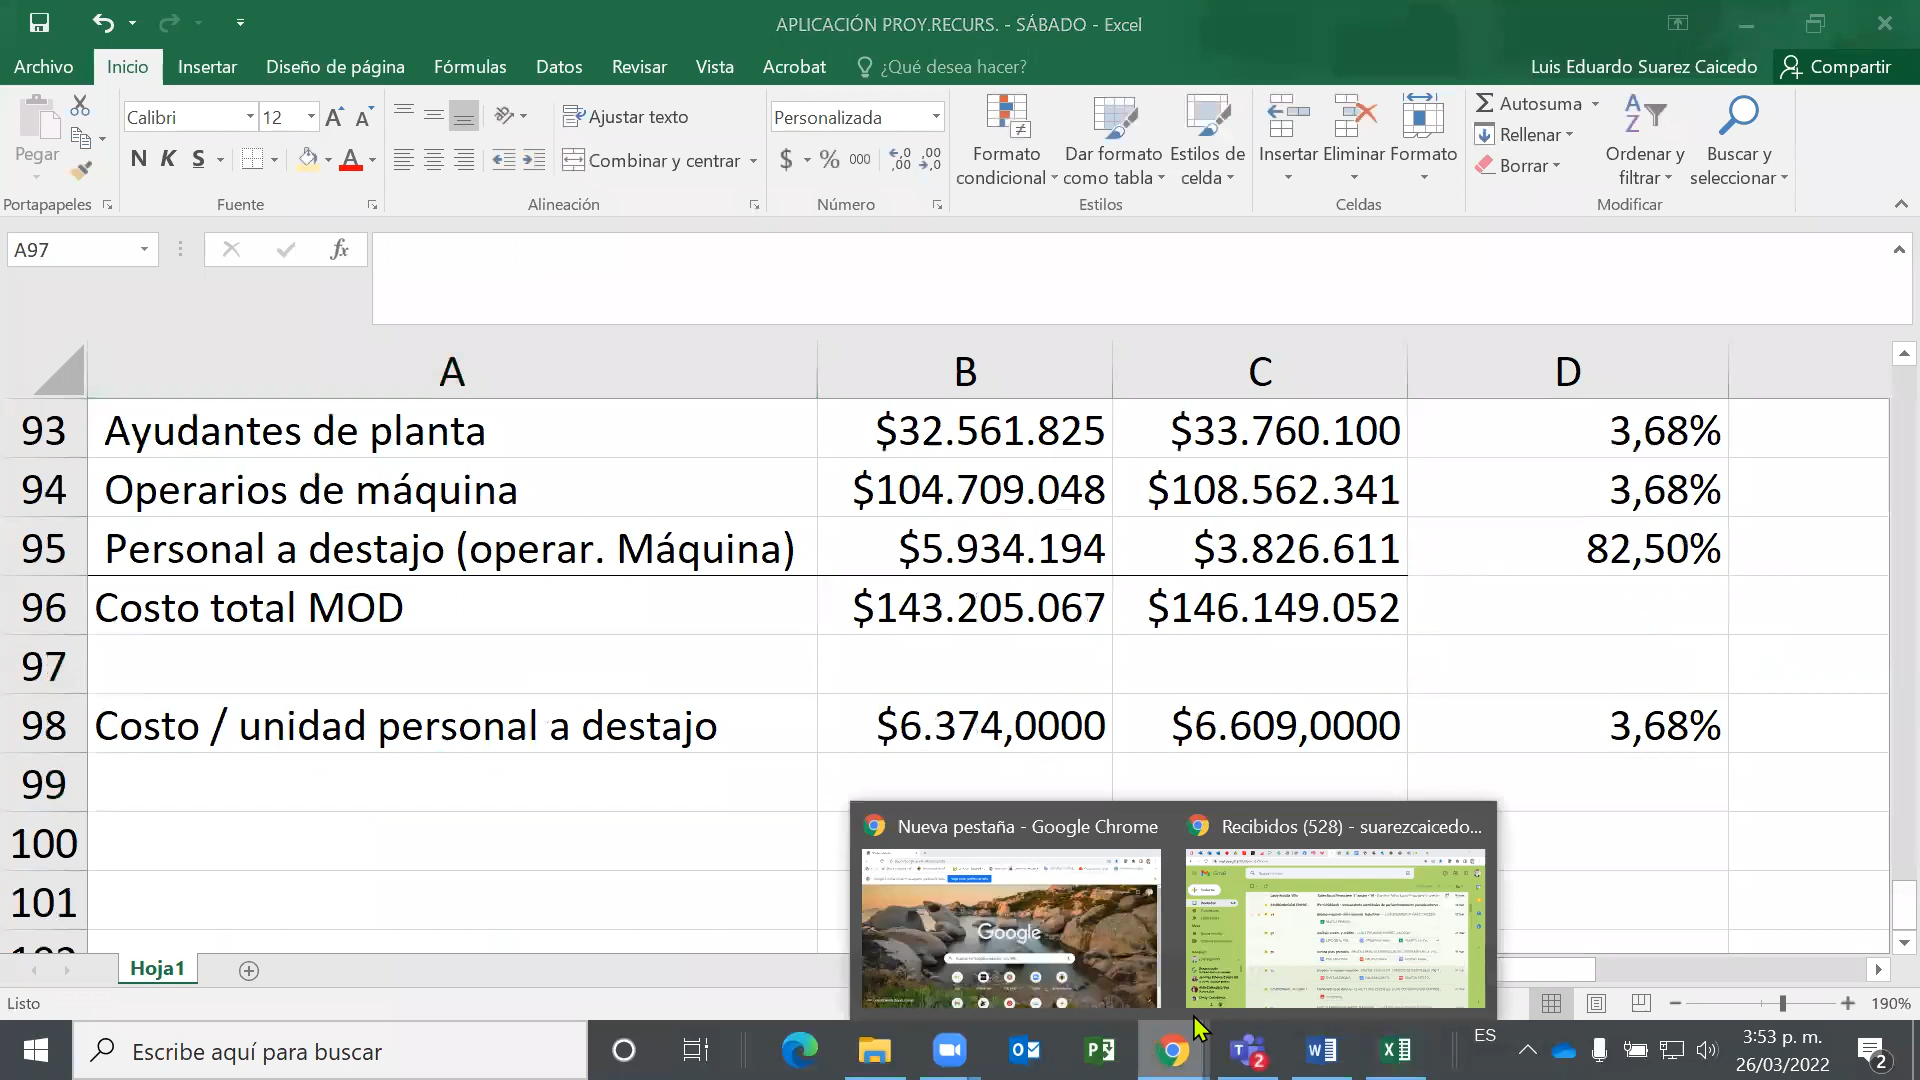 APLICACIÓN PROY.RECURS. - SÁBADO - Excel
Archivo Inicio Insertar Diseño de página Fórmulas Datos Revisar Vista Acrobat ¿Qué desea hacer? Luis Eduardo Suarez Caicedo Compartir
Calibri 12 Ajustar texto Personalizada Autosuma
Pegar N K S Combinar y centrar $ % 000 Formato condicional Dar formato como tabla Estilos de celda Insertar Eliminar Formato Rellenar Borrar Ordenar y filtrar Buscar y seleccionar
Portapapeles Fuente Alineación Número Estilos Celdas Modificar
A97 fx
A B C D
93 Ayudantes de planta $32.561.825 $33.760.100 3,68%
94 Operarios de máquina $104.709.048 $108.562.341 3,68%
95 Personal a destajo (operar. Máquina) $5.934.194 $3.826.611 82,50%
96 Costo total MOD $143.205.067 $146.149.052
97
98 Costo / unidad personal a destajo $6.374,0000 $6.609,0000 3,68%
99
100
101
Nueva pestaña - Google Chrome Recibidos (528) - suarezcaicedo...
Google
Hoja1
Listo 190%
Escribe aquí para buscar
ES
3:53 p. m.
26/03/2022
2
2